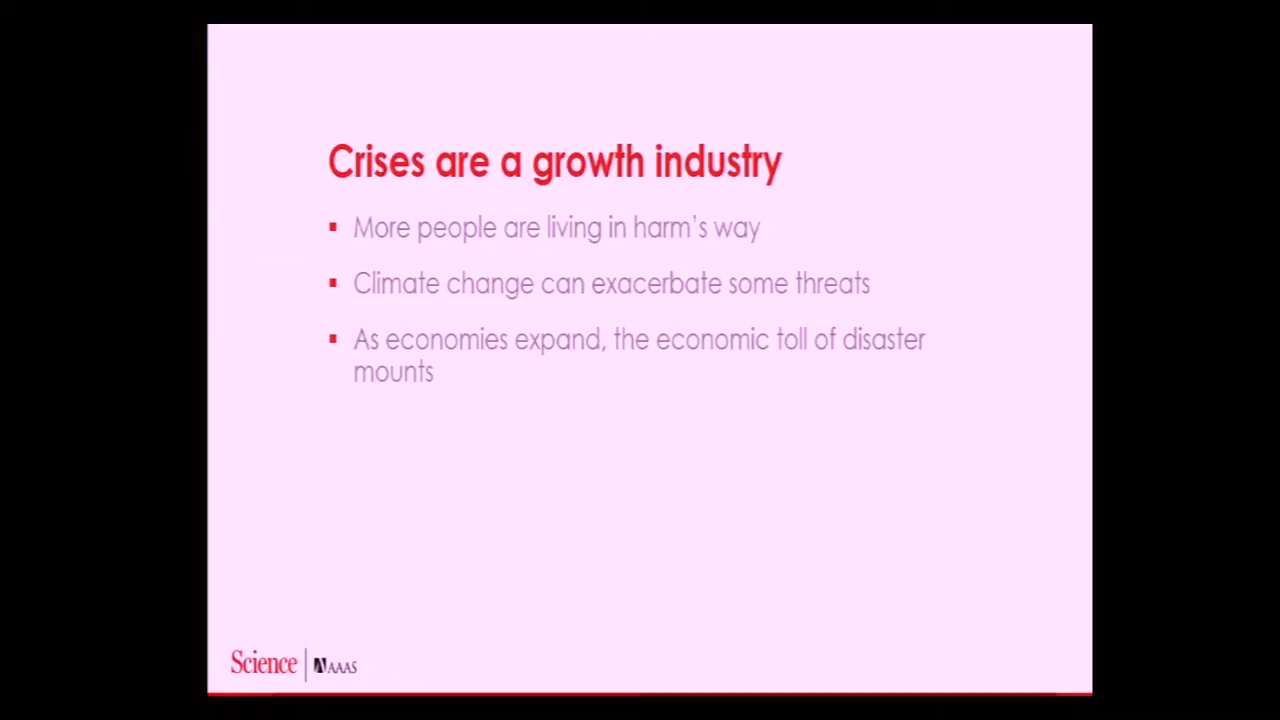 Crises are a growth industry
▪ More people are living in harm's way
▪ Climate change can exacerbate some threats
▪ As economies expand, the economic toll of disaster
mounts
Science | AAAS